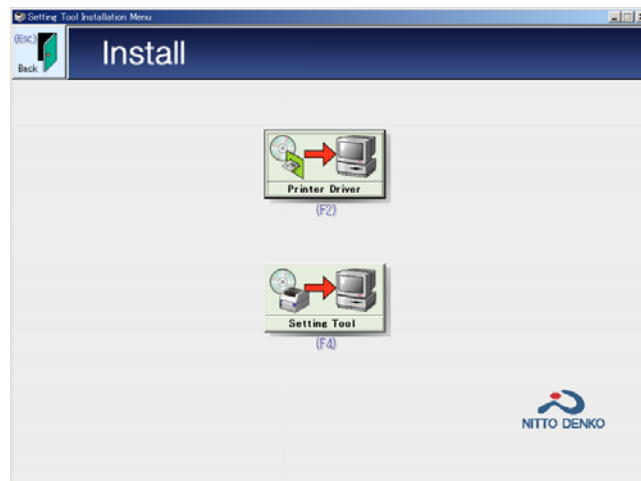 Setting Tool Installation Menu
(Esc)
Back
Install
Printer Driver
(F2)
Setting Tool
(F4)
NITTO DENKO